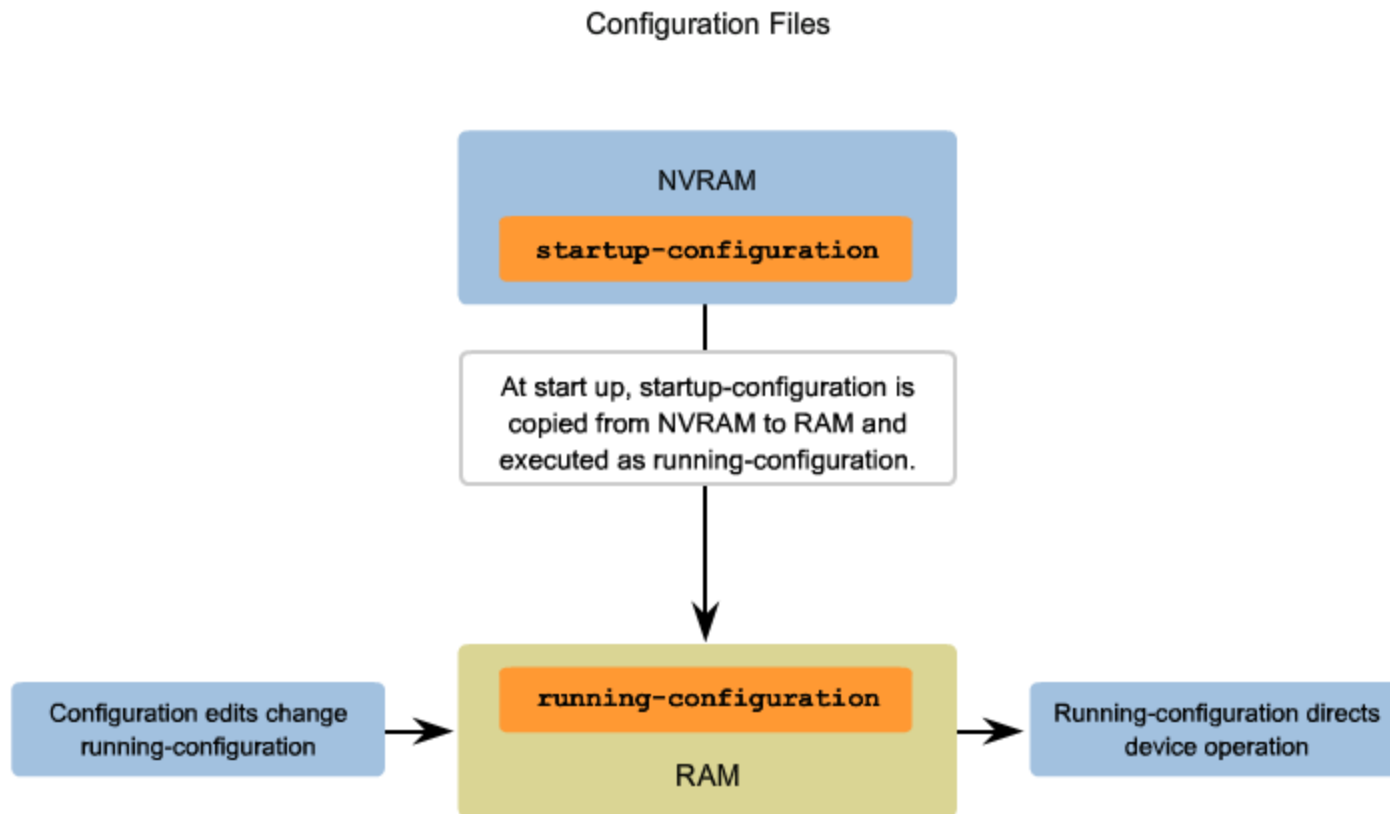 Configuration Files
NVRAM
startup-configuration
At start up, startup-configuration is
copied from NVRAM to RAM and
executed as running-configuration.
Configuration edits change
running-configuration
running-configuration
RAM
Running-configuration directs
device operation